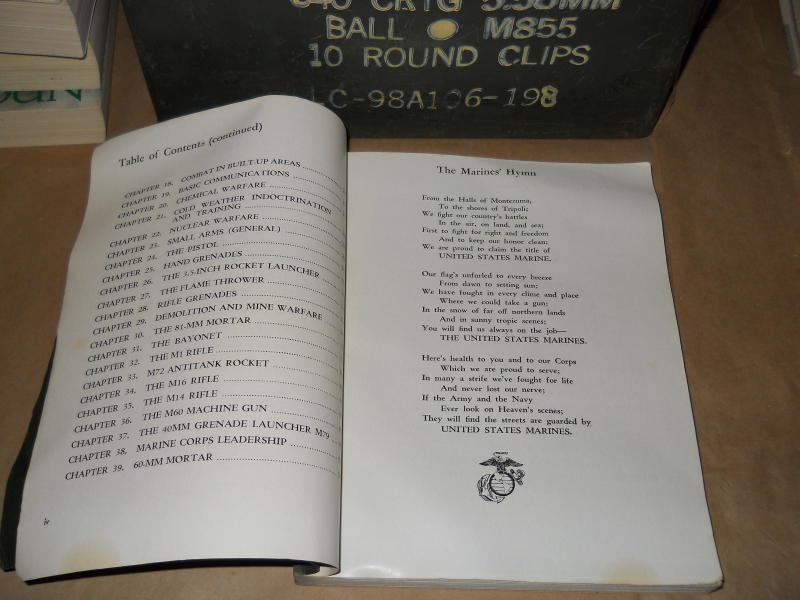 840 CRTG 5.56MM
BALL M855
10 ROUND CLIPS
LC-98A106-198
Table of Contents (continued)
CHAPTER 18. COMBAT IN BUILT-UP AREAS
CHAPTER 19. BASIC COMMUNICATIONS
CHAPTER 20. CHEMICAL WARFARE
CHAPTER 21. COLD WEATHER INDOCTRINATION
AND TRAINING
CHAPTER 22. NUCLEAR WARFARE
CHAPTER 23. SMALL ARMS (GENERAL)
CHAPTER 24. THE PISTOL
CHAPTER 25. HAND GRENADES
CHAPTER 26. THE 3.5-INCH ROCKET LAUNCHER
CHAPTER 27. THE FLAME THROWER
CHAPTER 28. RIFLE GRENADES
CHAPTER 29. DEMOLITION AND MINE WARFARE
CHAPTER 30. THE 81-MM MORTAR
CHAPTER 31. THE BAYONET
CHAPTER 32. THE M1 RIFLE
CHAPTER 33. M72 ANTITANK ROCKET
CHAPTER 34. THE M16 RIFLE
CHAPTER 35. THE M14 RIFLE
CHAPTER 36. THE M60 MACHINE GUN
CHAPTER 37. THE 40MM GRENADE LAUNCHER M79
CHAPTER 38. MARINE CORPS LEADERSHIP
CHAPTER 39. 60-MM MORTAR
iv
The Marines' Hymn
From the Halls of Montezuma,
To the shores of Tripoli;
We fight our country's battles
In the air, on land, and sea;
First to fight for right and freedom
And to keep our honor clean;
We are proud to claim the title of
UNITED STATES MARINE.
Our flag's unfurled to every breeze
From dawn to setting sun;
We have fought in every clime and place
Where we could take a gun;
In the snow of far off northern lands
And in sunny tropic scenes;
You will find us always on the job—
THE UNITED STATES MARINES.
Here's health to you and to our Corps
Which we are proud to serve;
In many a strife we've fought for life
And never lost our nerve;
If the Army and the Navy
Ever look on Heaven's scenes;
They will find the streets are guarded by
UNITED STATES MARINES.